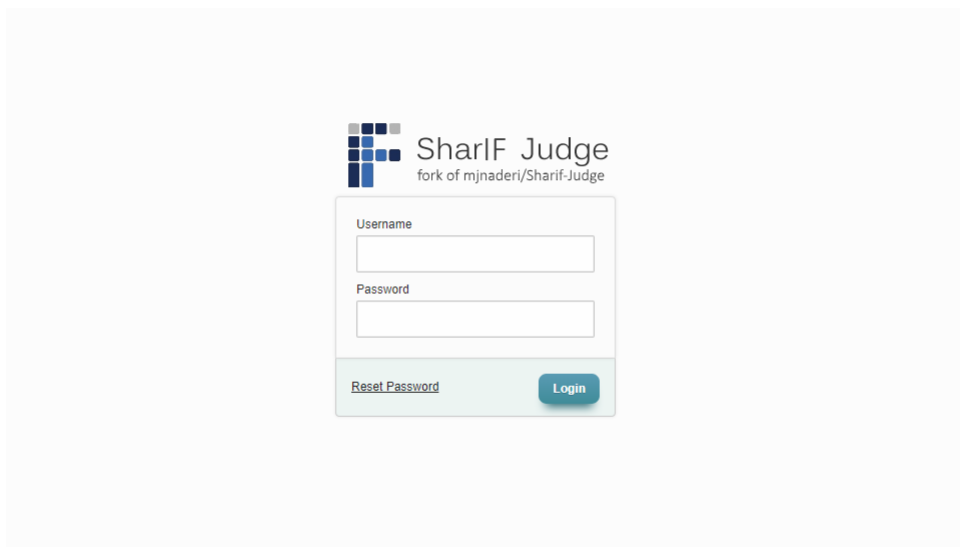 SharIF Judge
fork of mjnaderi/Sharif-Judge
Username
Password
Reset Password
Login